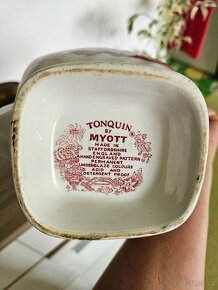 TONQUIN
BY
MYOTT
MADE IN
STAFFORDSHIRE
ENGLAND
HAND ENGRAVED PATTERN
PERMANENT
UNDERGLAZE COLOURS
ACID AND
DETERGENT PROOF